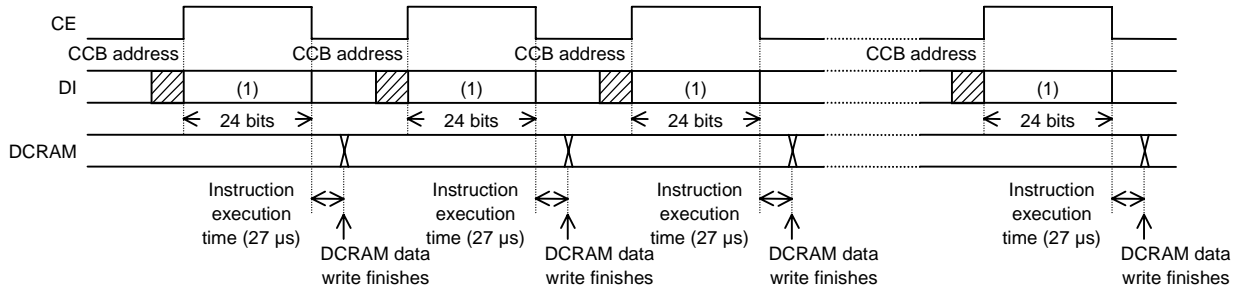 CE
CCB address CCB address CCB address CCB address
DI (1) (1) (1) (1)
24 bits 24 bits 24 bits 24 bits
DCRAM
Instruction Instruction Instruction Instruction
execution execution execution execution
time (27 µs) time (27 µs) time (27 µs) time (27 µs)
DCRAM data DCRAM data DCRAM data DCRAM data
write finishes write finishes write finishes write finishes